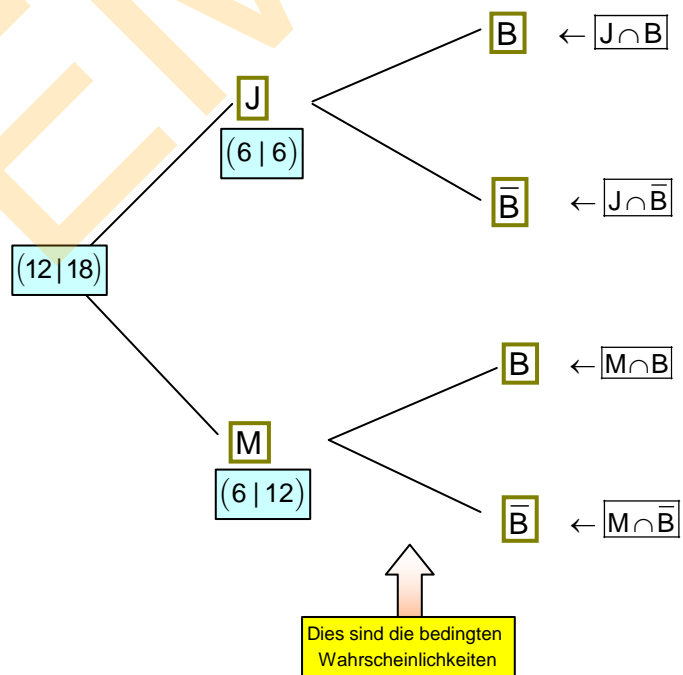 B ← J∩B
J
(6 | 6)
B̅ ← J∩B̅
(12 | 18)
B ← M∩B
M
(6 | 12)
B̅ ← M∩B̅
Dies sind die bedingten
Wahrscheinlichkeiten